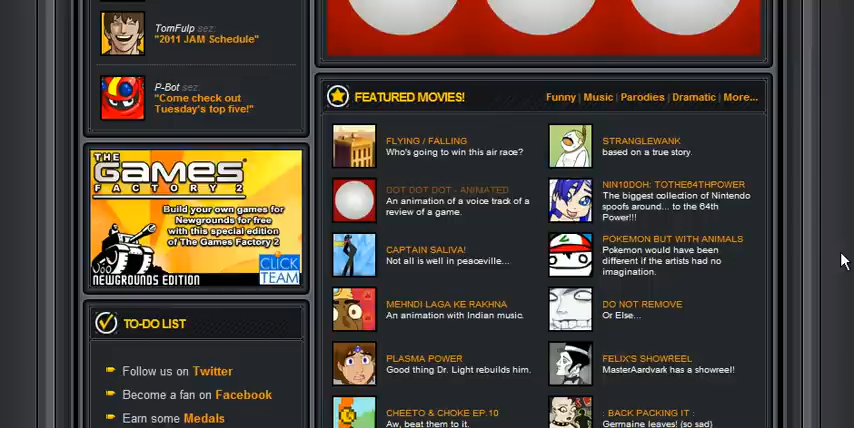 TomFulp sez:
"2011 JAM Schedule"
P-Bot sez:
"Come check out
Tuesday's top five!"
THE
GAMES
FACTORY 2
Build your own games for
Newgrounds for free
with this special edition
of The Games Factory 2
CLICK
TEAM
NEWGROUNDS EDITION
TO-DO LIST
Follow us on Twitter
Become a fan on Facebook
Earn some Medals
FEATURED MOVIES!
Funny | Music | Parodies | Dramatic | More...
FLYING / FALLING
Who's going to win this air race?
STRANGLEWANK
based on a true story.
DOT DOT DOT - ANIMATED
An animation of a voice track of a
review of a game.
NIN10DOH: TOTHE64THPOWER
The biggest collection of Nintendo
spoofs around... to the 64th
Power!!!
CAPTAIN SALIVA!
Not all is well in peaceville...
POKEMON BUT WITH ANIMALS
Pokemon would have been
different if the artists had no
imagination.
MEHNDI LAGA KE RAKHNA
An animation with Indian music.
DO NOT REMOVE
Or Else...
PLASMA POWER
Good thing Dr. Light rebuilds him.
FELIX'S SHOWREEL
MasterAardvark has a showreel!
CHEETO & CHOKE EP.10
Aw, beat them to it.
: BACK PACKING IT :
Germaine leaves! (so sad)